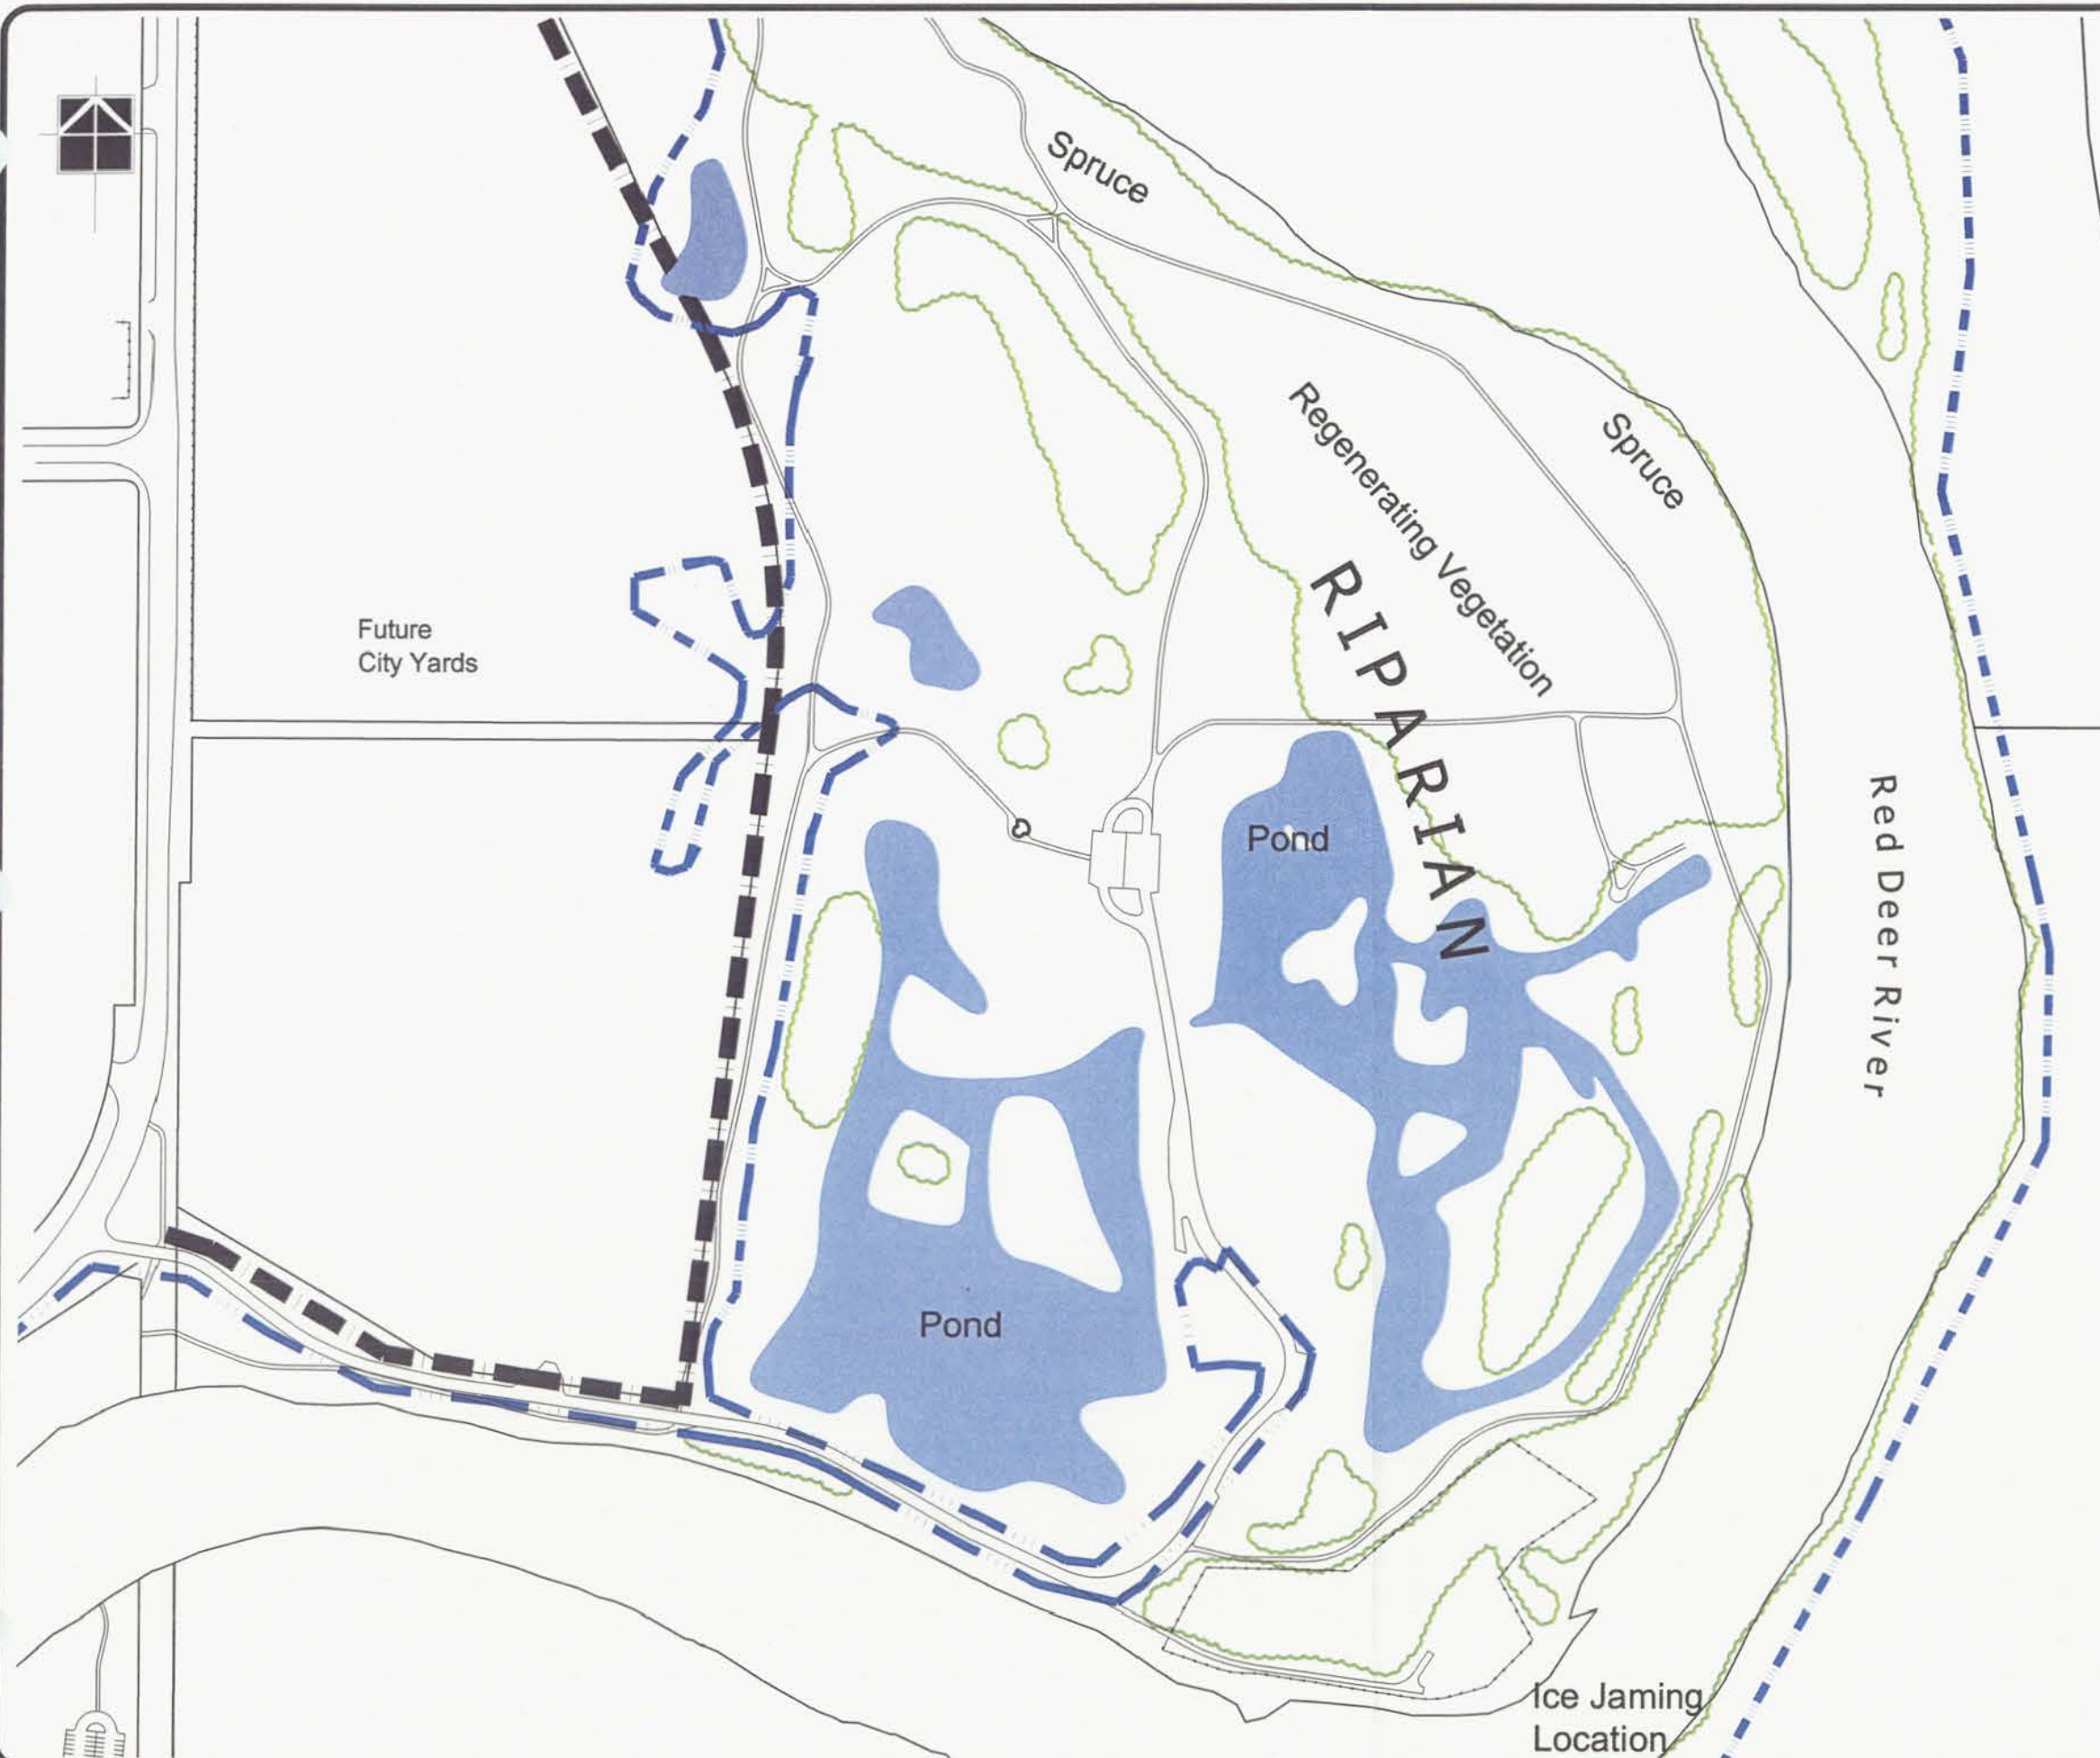 Spruce
Spruce
Regenerating Vegetation
RIPARIAN
Future
City Yards
Red Deer River
Pond
Pond
Ice Jaming
Location